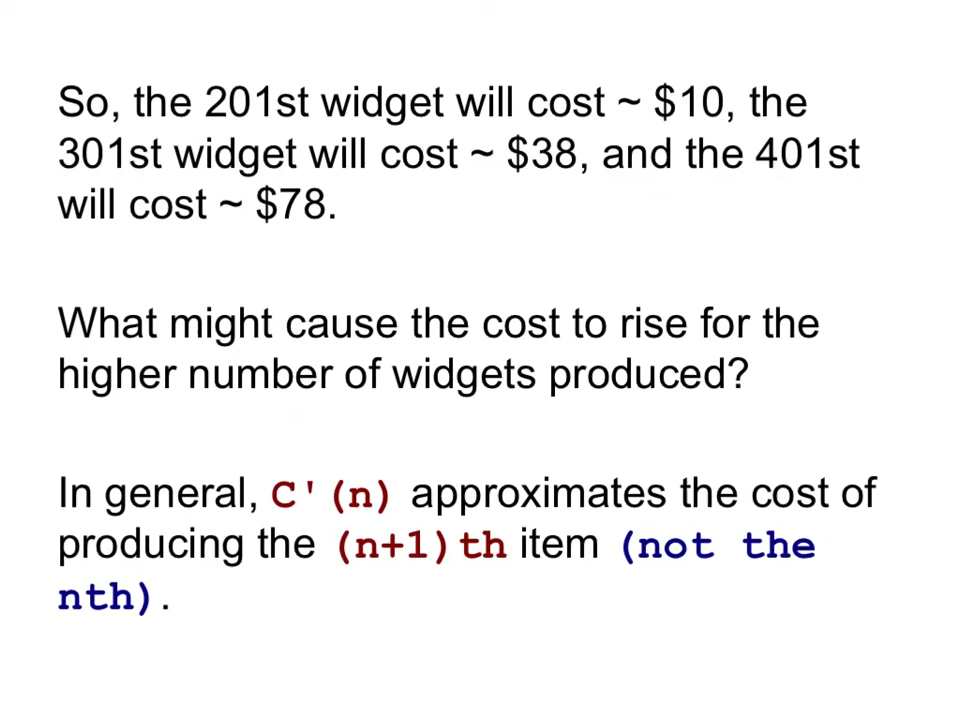 So, the 201st widget will cost ~ $10, the
301st widget will cost ~ $38, and the 401st
will cost ~ $78.
What might cause the cost to rise for the
higher number of widgets produced?
In general, C'(n) approximates the cost of
producing the (n+1)th item (not the
nth).